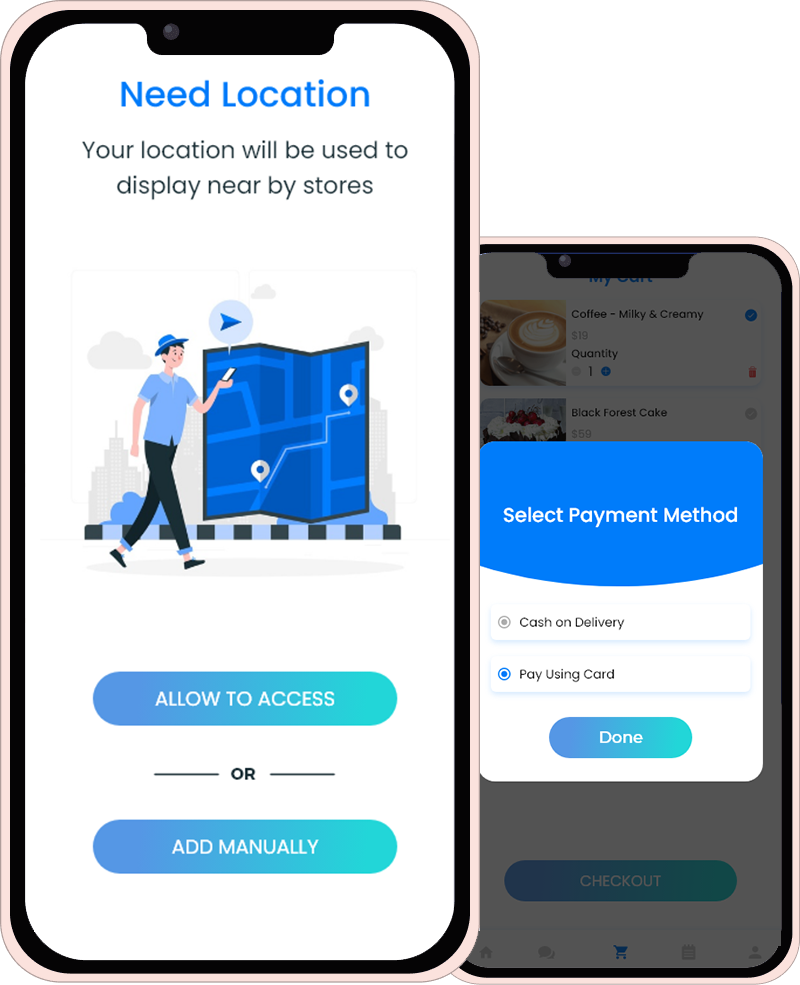 Need Location
Your location will be used to
display near by stores
ALLOW TO ACCESS
OR
ADD MANUALLY
My Cart
Coffee - Milky & Creamy
$19
Quantity
1
Black Forest Cake
$69
Select Payment Method
Cash on Delivery
Pay Using Card
Done
CHECKOUT